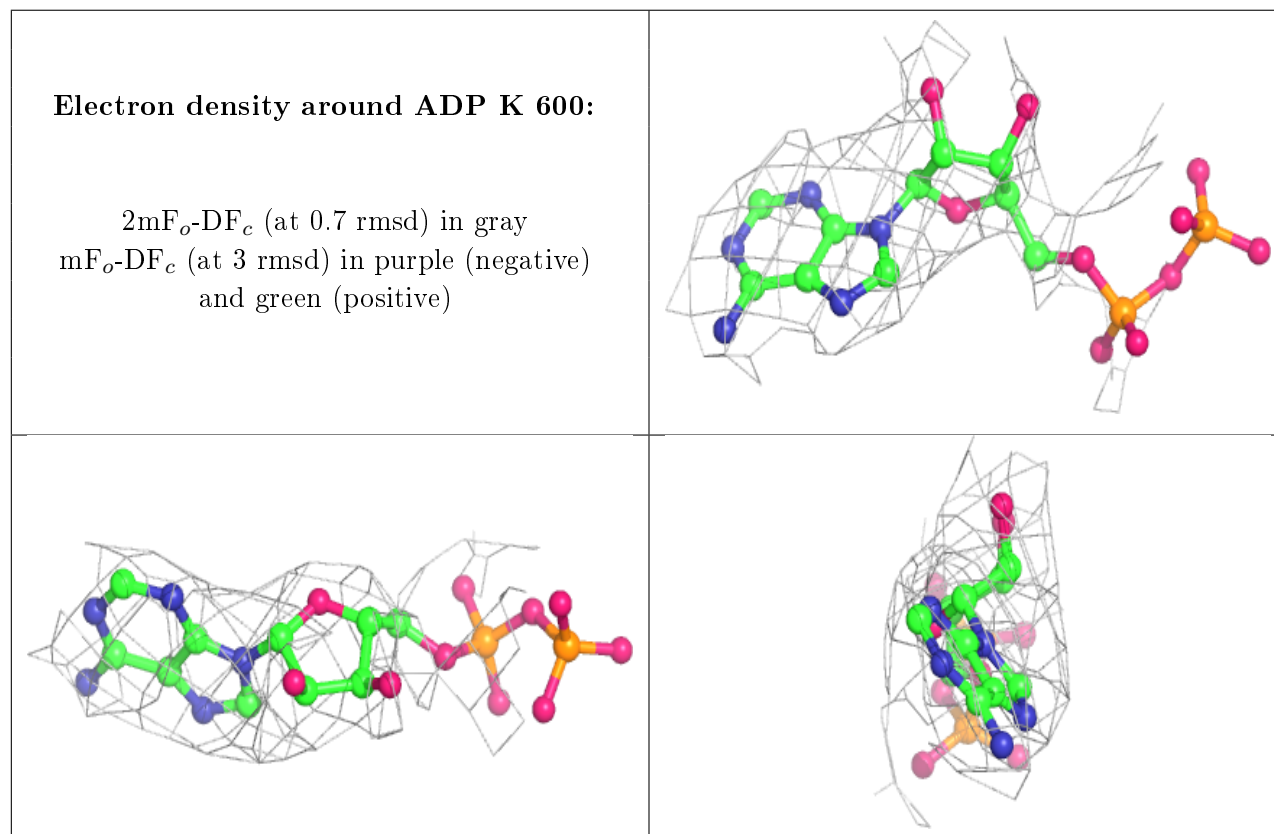 Electron density around ADP K 600:
2mFₒ-DF𝒸 (at 0.7 rmsd) in gray
mFₒ-DF𝒸 (at 3 rmsd) in purple (negative)
and green (positive)